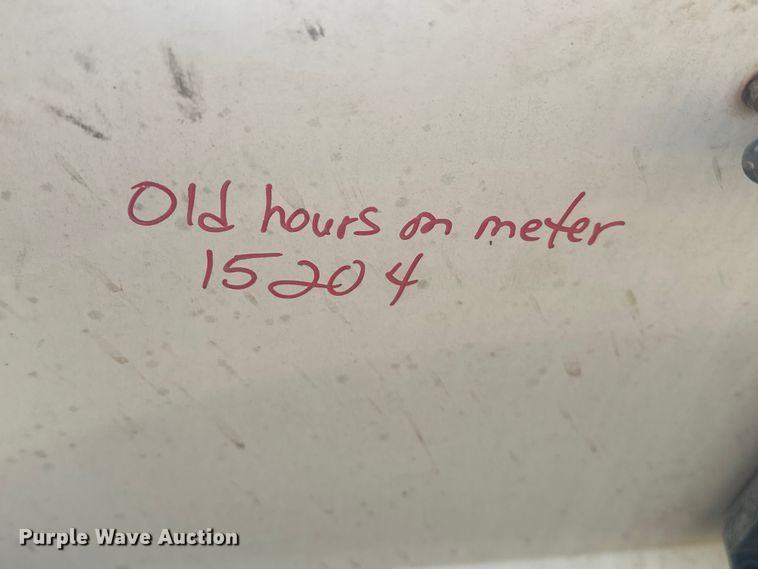 Old hours on meter
15204
Purple Wave Auction